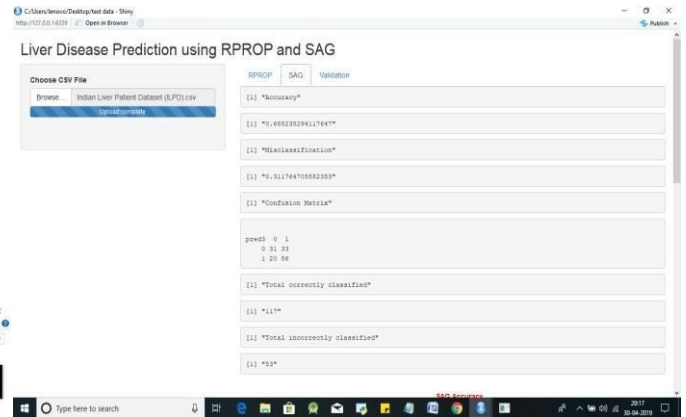 C:/Users/lenovo/Desktop/text data - Shiny
http://127.0.0.1:6339 Open in Browser
Publish
Liver Disease Prediction using RPROP and SAG
Choose CSV File
Browse... Indian Liver Patient Dataset (ILPD).csv
Upload complete
RPROP SAG Validation
[1] "Accuracy"
[1] "0.688235294117647"
[1] "Misclassification"
[1] "0.311764705882353"
[1] "Confusion Matrix"
pred3 0 1
0 31 33
1 20 86
[1] "Total correctly classified"
[1] "117"
[1] "Total incorrectly classified"
[1] "53"
SAG Accuracy
Type here to search
20:17
30-04-2019